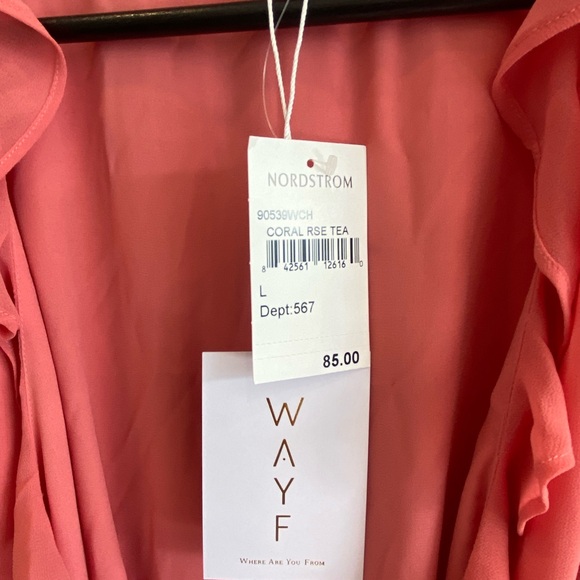 NORDSTROM
90539WCH
CORAL RSE TEA
8 42561 12616 0
L
Dept:567
85.00
W
A
Y
F
WHERE ARE YOU FROM